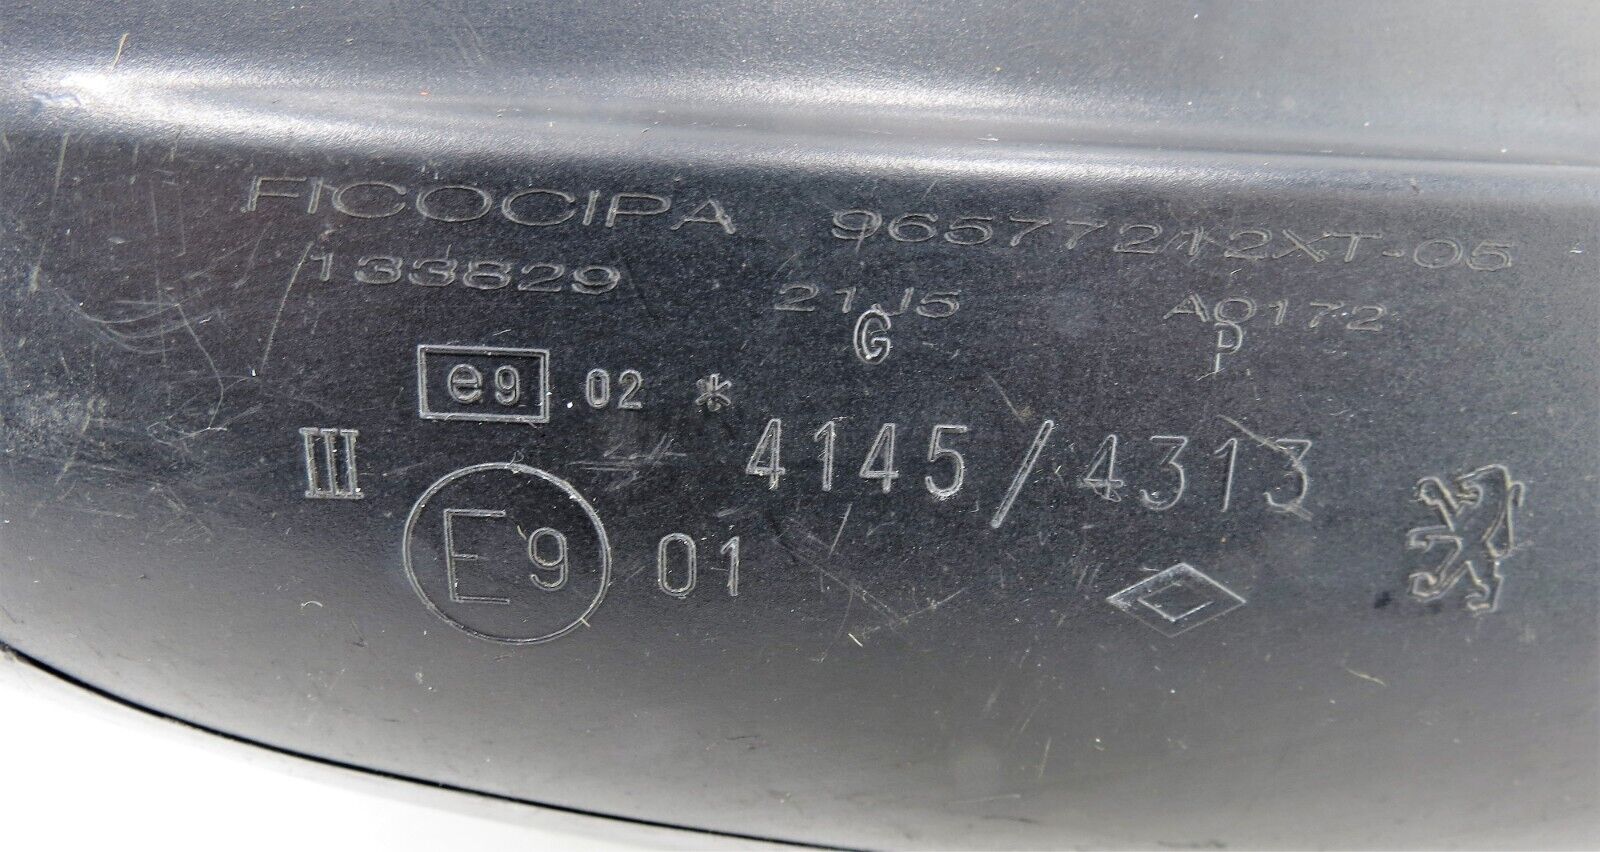 FICOCIPA 96577212XT-05
133829 21J5 A0172
G P
e9 02 *
III 4145/4313
E9 01